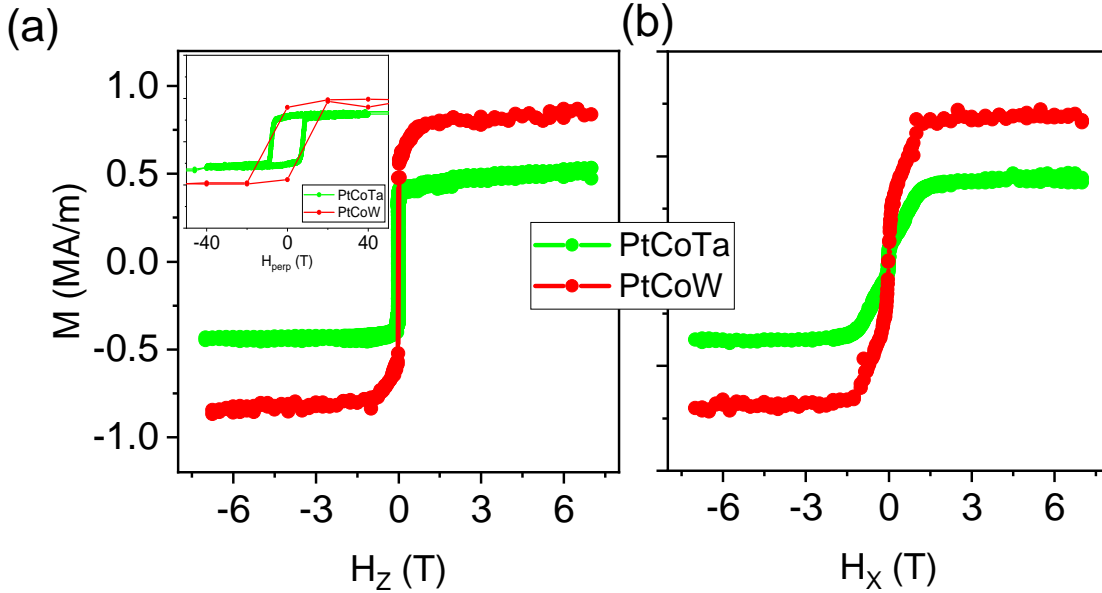 (a)
(b)
M (MA/m)
1.0
0.5
0.0
-0.5
-1.0
PtCoTa
PtCoW
-40
0
40
H_perp (T)
PtCoTa
PtCoW
-6
-3
0
3
6
H_Z (T)
-6
-3
0
3
6
H_X (T)